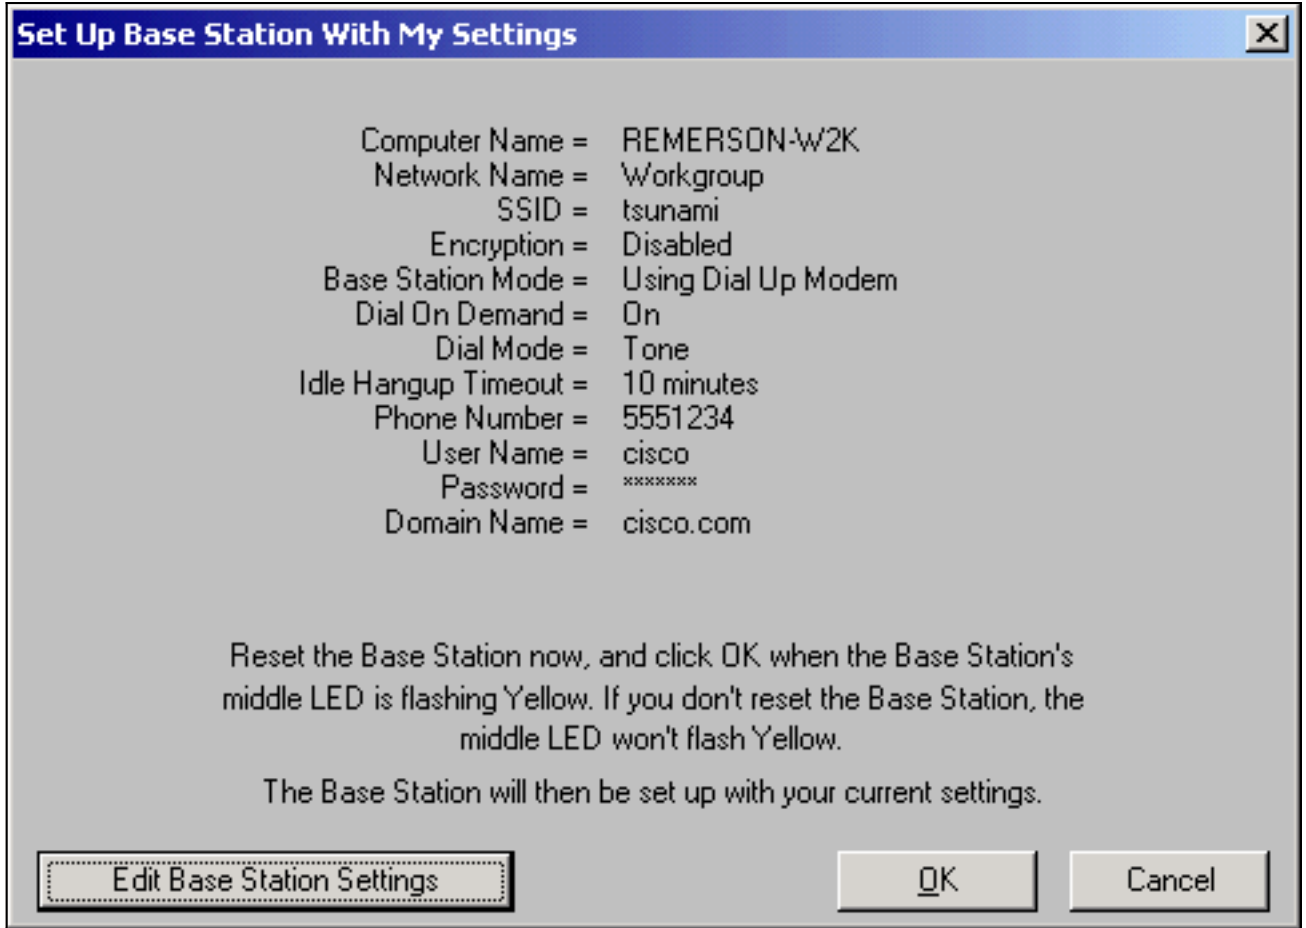 Set Up Base Station With My Settings
Computer Name = REMERSON-W2K
Network Name = Workgroup
SSID = tsunami
Encryption = Disabled
Base Station Mode = Using Dial Up Modem
Dial On Demand = On
Dial Mode = Tone
Idle Hangup Timeout = 10 minutes
Phone Number = 5551234
User Name = cisco
Password = *******
Domain Name = cisco.com
Reset the Base Station now, and click OK when the Base Station's
middle LED is flashing Yellow. If you don't reset the Base Station, the
middle LED won't flash Yellow.
The Base Station will then be set up with your current settings.
Edit Base Station Settings OK Cancel